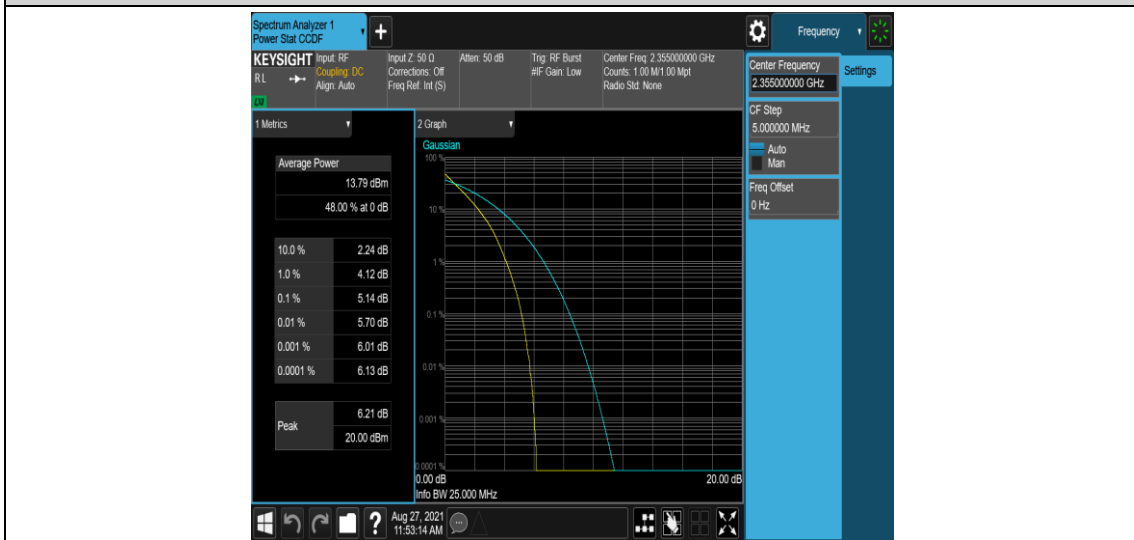 Spectrum Analyzer 1
Power Stat CCDF
+
Frequency
KEYSIGHT
RL
Input: RF
Coupling: DC
Align: Auto
Input Z: 50 Ω
Corrections: Off
Freq Ref: Int (S)
Atten: 50 dB
Trig: RF Burst
#IF Gain: Low
Center Freq: 2.355000000 GHz
Counts: 1.00 M/1.00 Mpt
Radio Std: None
Center Frequency
2.355000000 GHz
Settings
CF Step
5.000000 MHz
Auto
Man
Freq Offset
0 Hz
1 Metrics
Average Power
13.79 dBm
48.00 % at 0 dB
10.0 % 2.24 dB
1.0 % 4.12 dB
0.1 % 5.14 dB
0.01 % 5.70 dB
0.001 % 6.01 dB
0.0001 % 6.13 dB
Peak
6.21 dB
20.00 dBm
2 Graph
Gaussian
100 %
10 %
1 %
0.1 %
0.01 %
0.001 %
0.0001 %
0.00 dB 20.00 dB
Info BW 25.000 MHz
?
Aug 27, 2021
11:53:14 AM